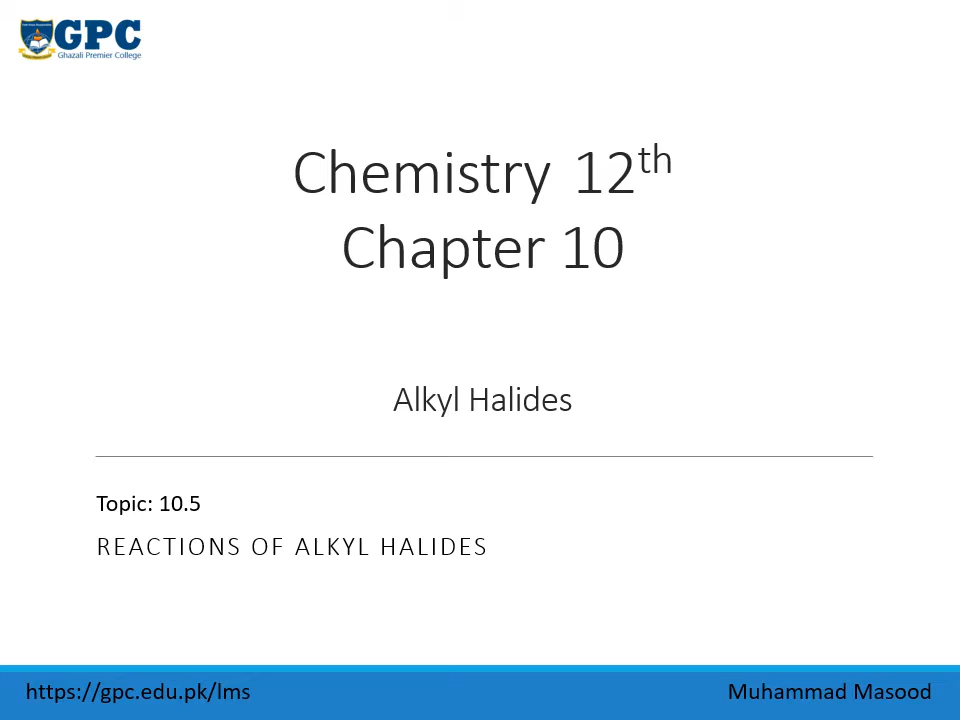 GPC
Ghazali Premier College
Chemistry 12th
Chapter 10
Alkyl Halides
Topic: 10.5
REACTIONS OF ALKYL HALIDES
https://gpc.edu.pk/lms
Muhammad Masood